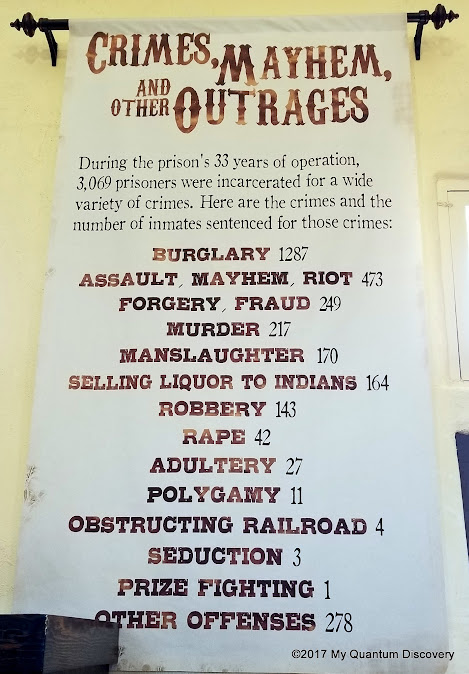 CRIMES, MAYHEM,
AND OTHER OUTRAGES
During the prison's 33 years of operation,
3,069 prisoners were incarcerated for a wide
variety of crimes. Here are the crimes and the
number of inmates sentenced for those crimes:
BURGLARY 1287
ASSAULT, MAYHEM, RIOT 473
FORGERY, FRAUD 249
MURDER 217
MANSLAUGHTER 170
SELLING LIQUOR TO INDIANS 164
ROBBERY 143
RAPE 42
ADULTERY 27
POLYGAMY 11
OBSTRUCTING RAILROAD 4
SEDUCTION 3
PRIZE FIGHTING 1
OTHER OFFENSES 278
©2017 My Quantum Discovery